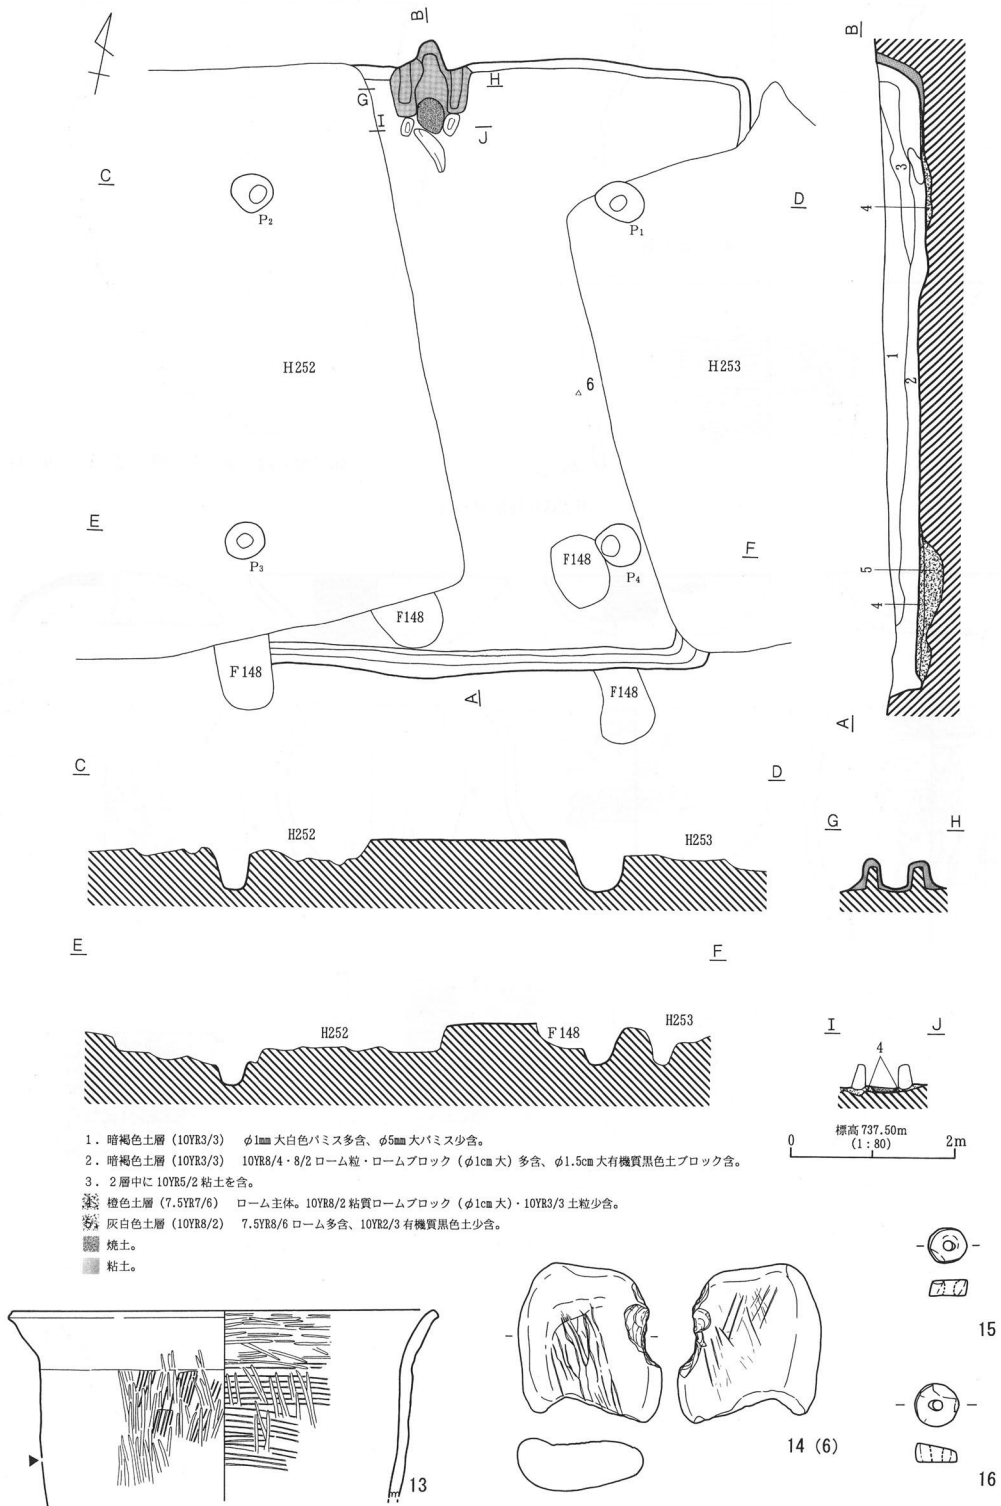 B
G
H
I
J
C
D
P2
P1
H252
H253
6
E
F
P3
F148
P4
F148
F148
F148
A
B
3
4
1
2
5
4
A
C
D
H252
H253
G
H
E
F
H252
F148
H253
I
J
4
標高737.50m
(1:80)
0
2m
1．暗褐色土層 (10YR3/3)　φ1mm大白色パミス多含、φ5mm大パミス少含。
2．暗褐色土層 (10YR3/3)　10YR8/4・8/2ローム粒・ロームブロック (φ1cm大) 多含、φ1.5cm大有機質黒色土ブロック含。
3．2層中に10YR5/2粘土を含。
4 橙色土層 (7.5YR7/6)　ローム主体。10YR8/2粘質ロームブロック (φ1cm大)・10YR3/3土粒少含。
5 灰白色土層 (10YR8/2)　7.5YR8/6ローム多含、10YR2/3有機質黒色土少含。
焼土。
粘土。
13
14 (6)
15
16